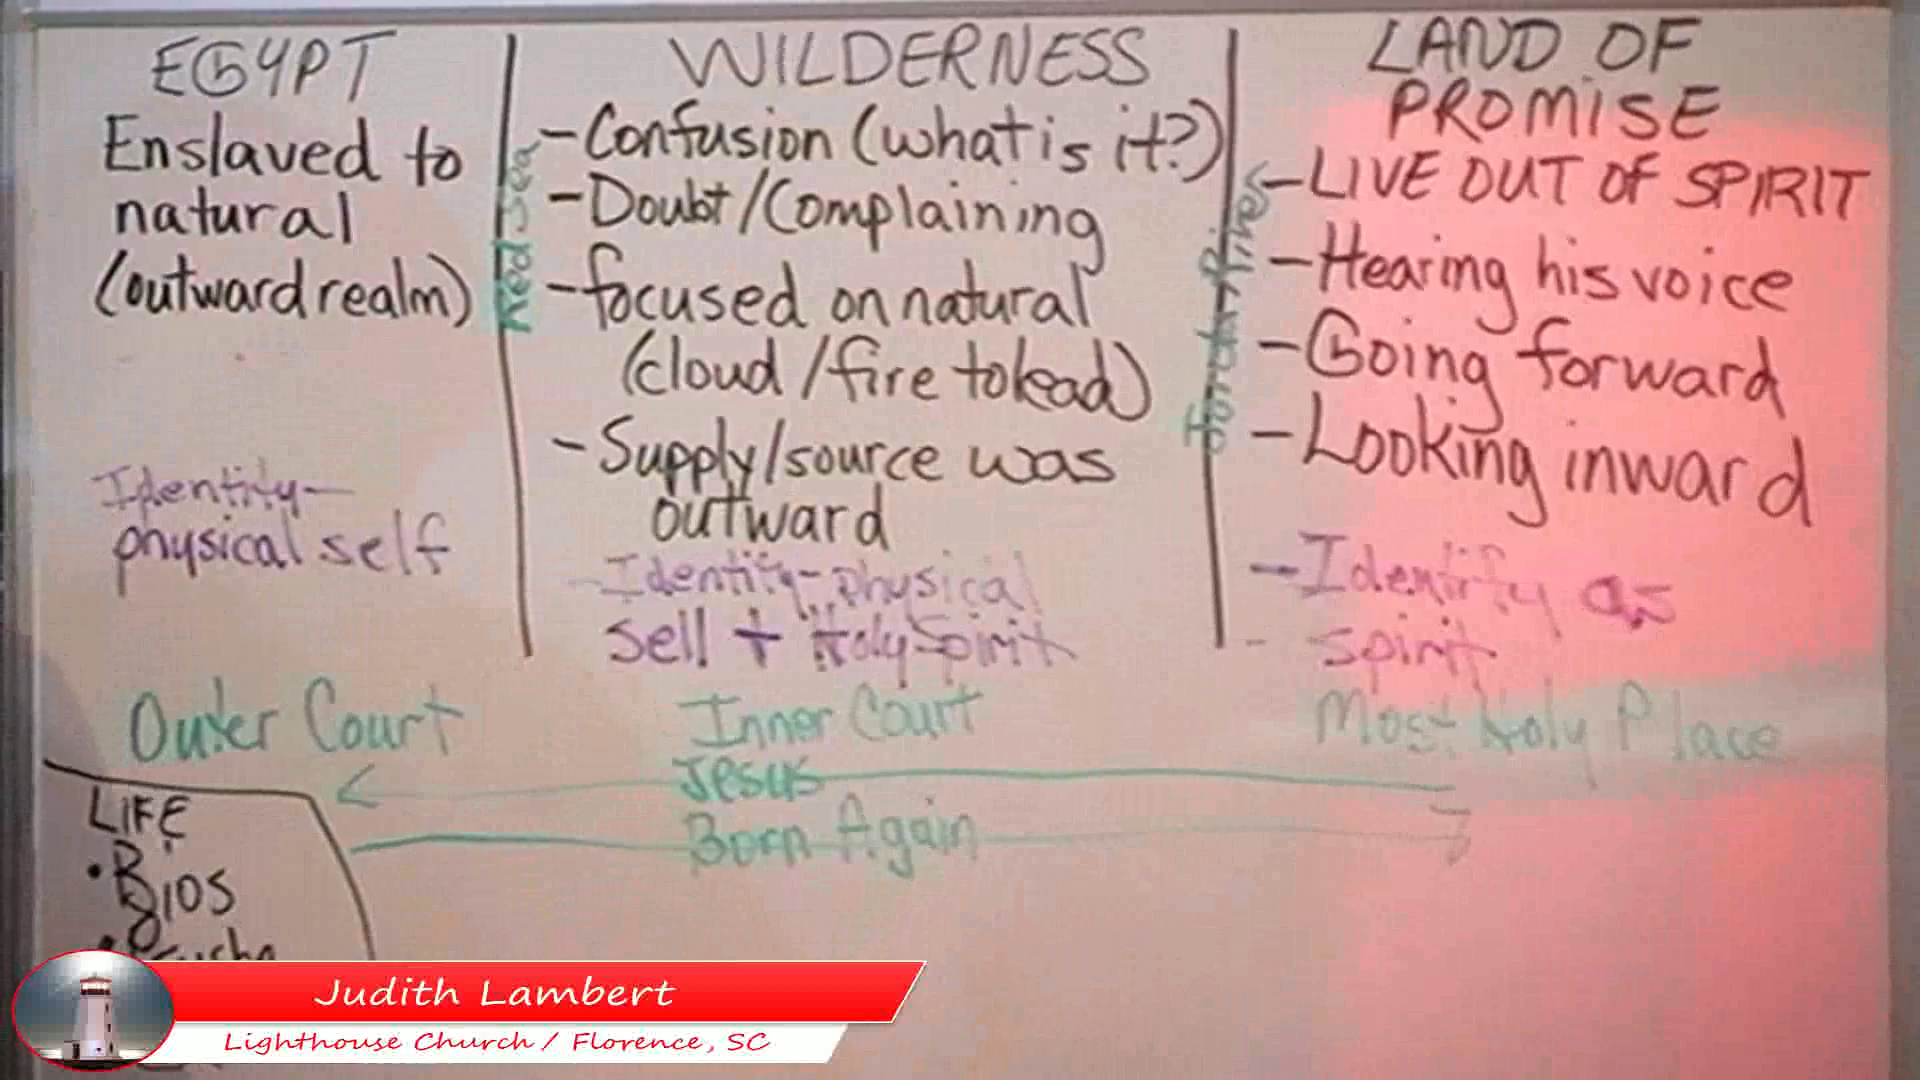 EGYPT
Enslaved to
natural
(outward realm)
Identity-
physical self
Outer Court
Red Sea
WILDERNESS
-Confusion (what is it?)
-Doubt/Complaining
-focused on natural
(cloud/fire to lead)
-Supply/source was
outward
-Identity-physical
self + Holy Spirit
Inner Court
Jesus
Born Again
Jordan River
LAND OF
PROMISE
-LIVE OUT OF SPIRIT
-Hearing his voice
-Going forward
-Looking inward
-Identify as
spirit
Most Holy Place
LIFE
•BIOS
Judith Lambert
Lighthouse Church / Florence, SC